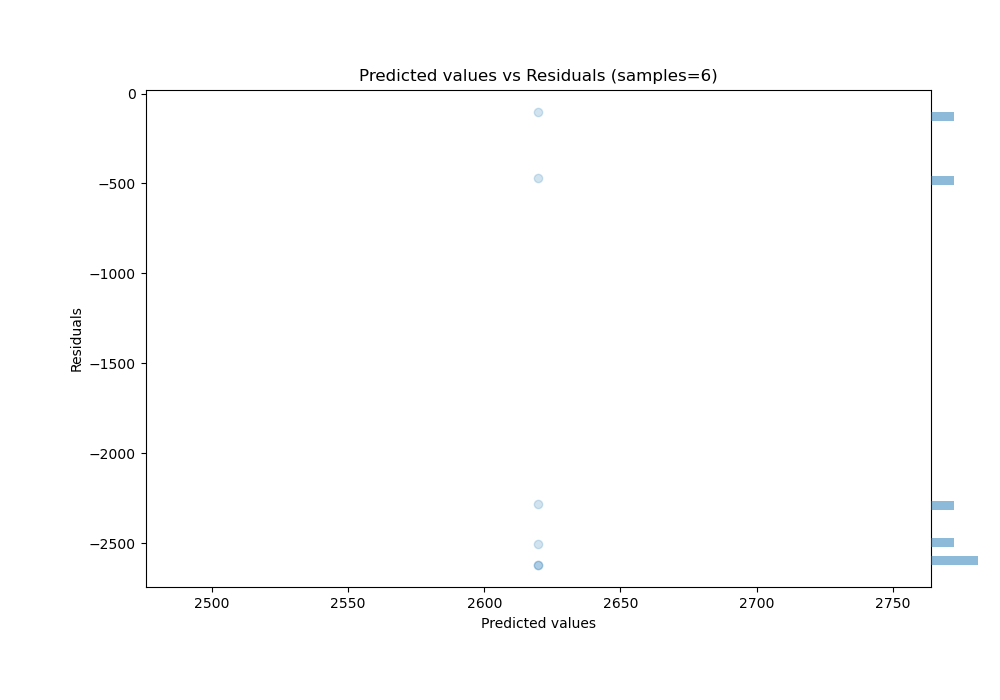 Predicted values vs Residuals (samples=6)
0
−500
−1000
−1500
−2000
−2500
Residuals
2500 2550 2600 2650 2700 2750
Predicted values